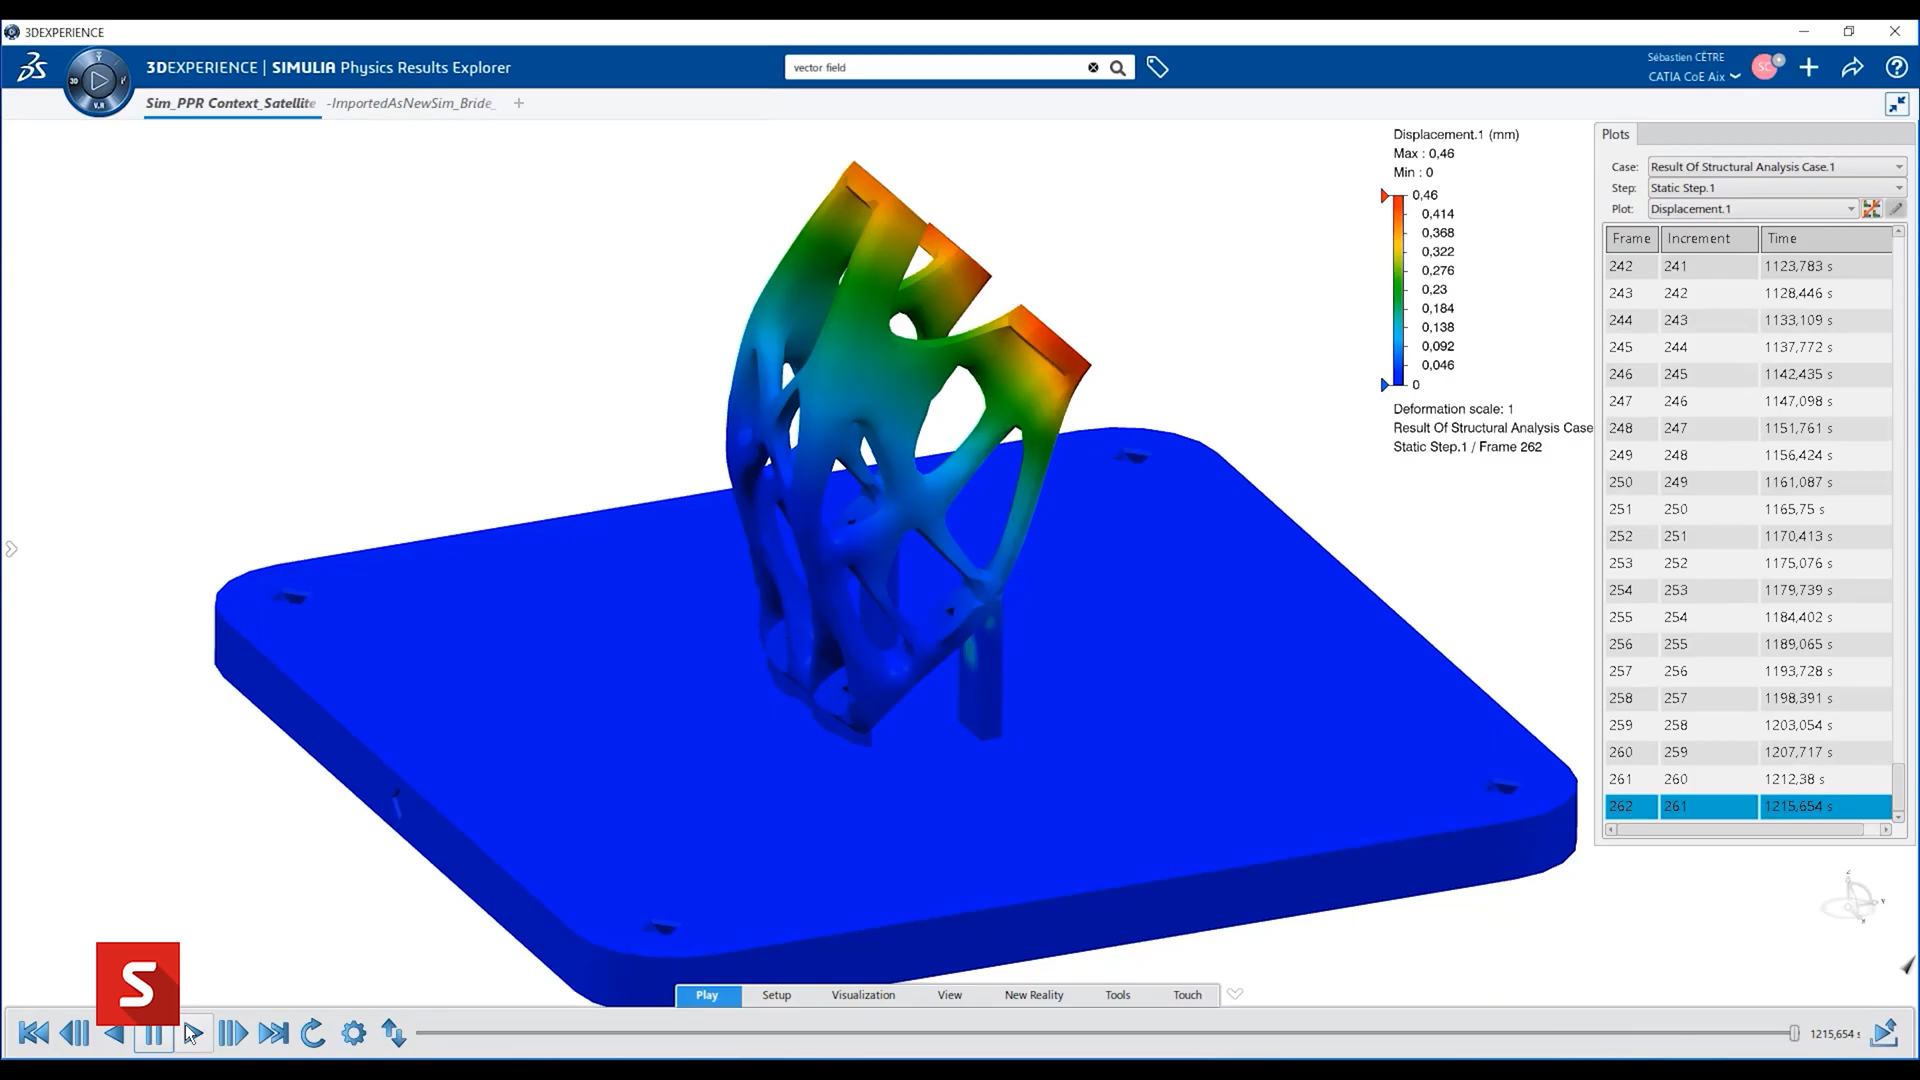 3DEXPERIENCE
3DEXPERIENCE | SIMULIA Physics Results Explorer
vector field
Sébastien CÊTRE
CATIA CoE Aix
SC
3D
V.R
Sim_PPR Context_Satellite
-ImportedAsNewSim_Bride_
Displacement.1 (mm)
Max : 0,46
Min : 0
0,46
0,414
0,368
0,322
0,276
0,23
0,184
0,138
0,092
0,046
0
Deformation scale: 1
Result Of Structural Analysis Case
Static Step.1 / Frame 262
Plots
Case: Result Of Structural Analysis Case.1
Step: Static Step.1
Plot: Displacement.1
Frame Increment Time
242 241 1123,783 s
243 242 1128,446 s
244 243 1133,109 s
245 244 1137,772 s
246 245 1142,435 s
247 246 1147,098 s
248 247 1151,761 s
249 248 1156,424 s
250 249 1161,087 s
251 250 1165,75 s
252 251 1170,413 s
253 252 1175,076 s
254 253 1179,739 s
255 254 1184,402 s
256 255 1189,065 s
257 256 1193,728 s
258 257 1198,391 s
259 258 1203,054 s
260 259 1207,717 s
261 260 1212,38 s
262 261 1215,654 s
S
Play Setup Visualization View New Reality Tools Touch
1215,654 s